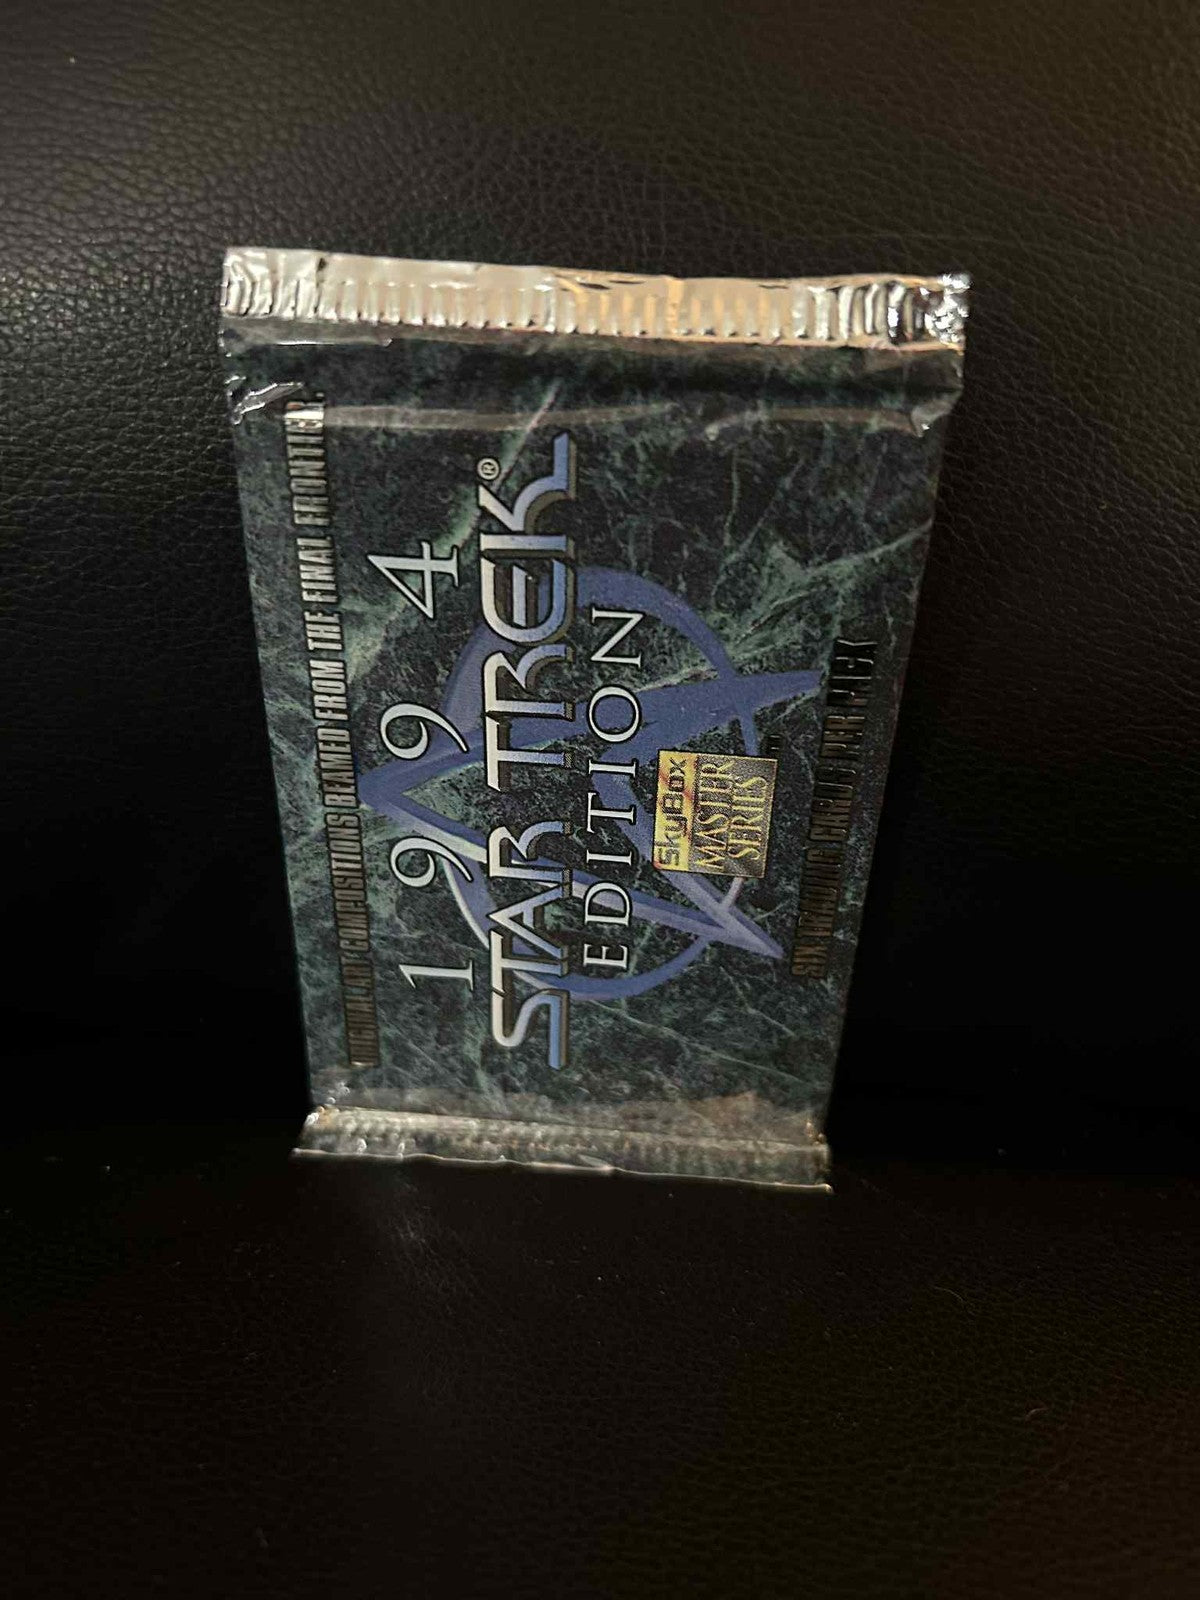 ORIGINAL ART COMPOSITIONS BEAMED FROM THE FINAL FRONTIER.
1994
STAR TREK®
EDITION
SkyBox
MASTER
SERIES
™
SIX TRADING CARDS PER PACK